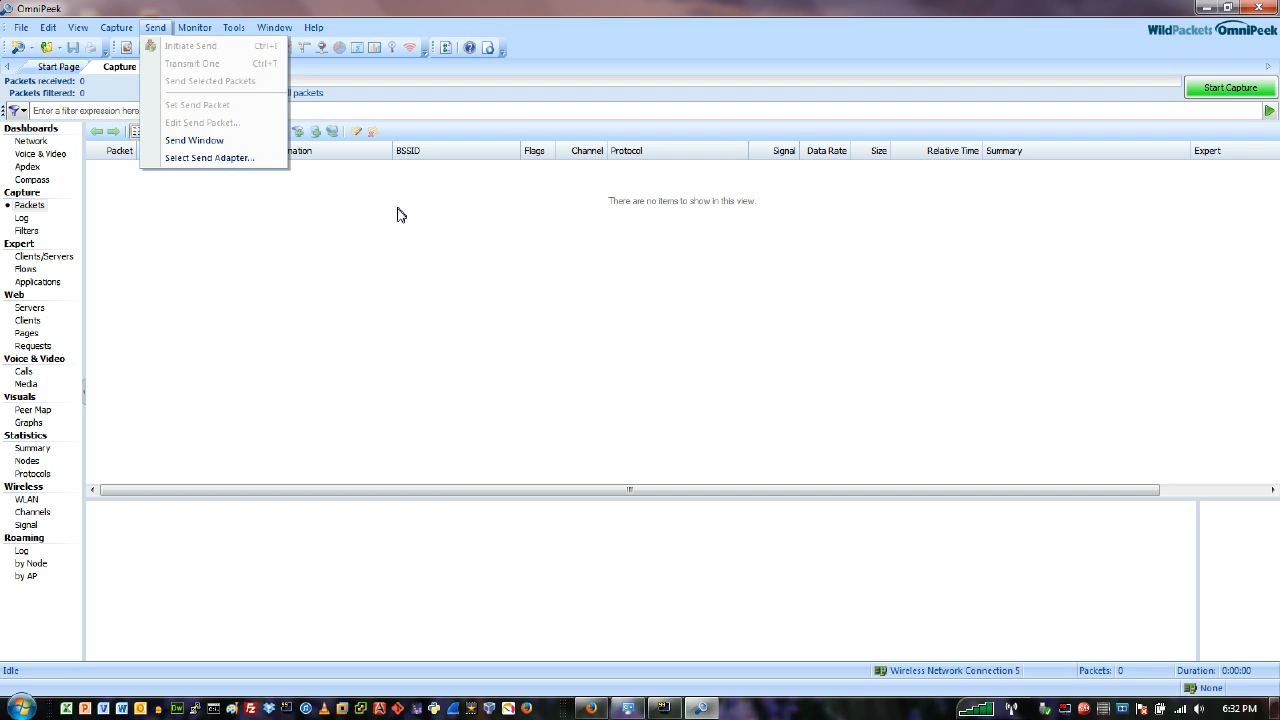 OmniPeek
File Edit View Capture Send Monitor Tools Window Help
WildPackets OmniPeek
Initiate Send Ctrl+I
Transmit One Ctrl+T
Send Selected Packets
Set Send Packet
Edit Send Packet...
Send Window
Select Send Adapter...
Start Page Capture
Packets received: 0
Packets filtered: 0
packets
Start Capture
Enter a filter expression here
Packet
BSSID Flags Channel Protocol Signal Data Rate Size Relative Time Summary Expert
There are no items to show in this view.
Dashboards
Network
Voice & Video
Apdex
Compass
Capture
Packets
Log
Filters
Expert
Clients/Servers
Flows
Applications
Web
Servers
Clients
Pages
Requests
Voice & Video
Calls
Media
Visuals
Peer Map
Graphs
Statistics
Summary
Nodes
Protocols
Wireless
WLAN
Channels
Signal
Roaming
Log
by Node
by AP
Idle
Wireless Network Connection 5 Packets: 0 Duration: 0:00:00
None
6:32 PM